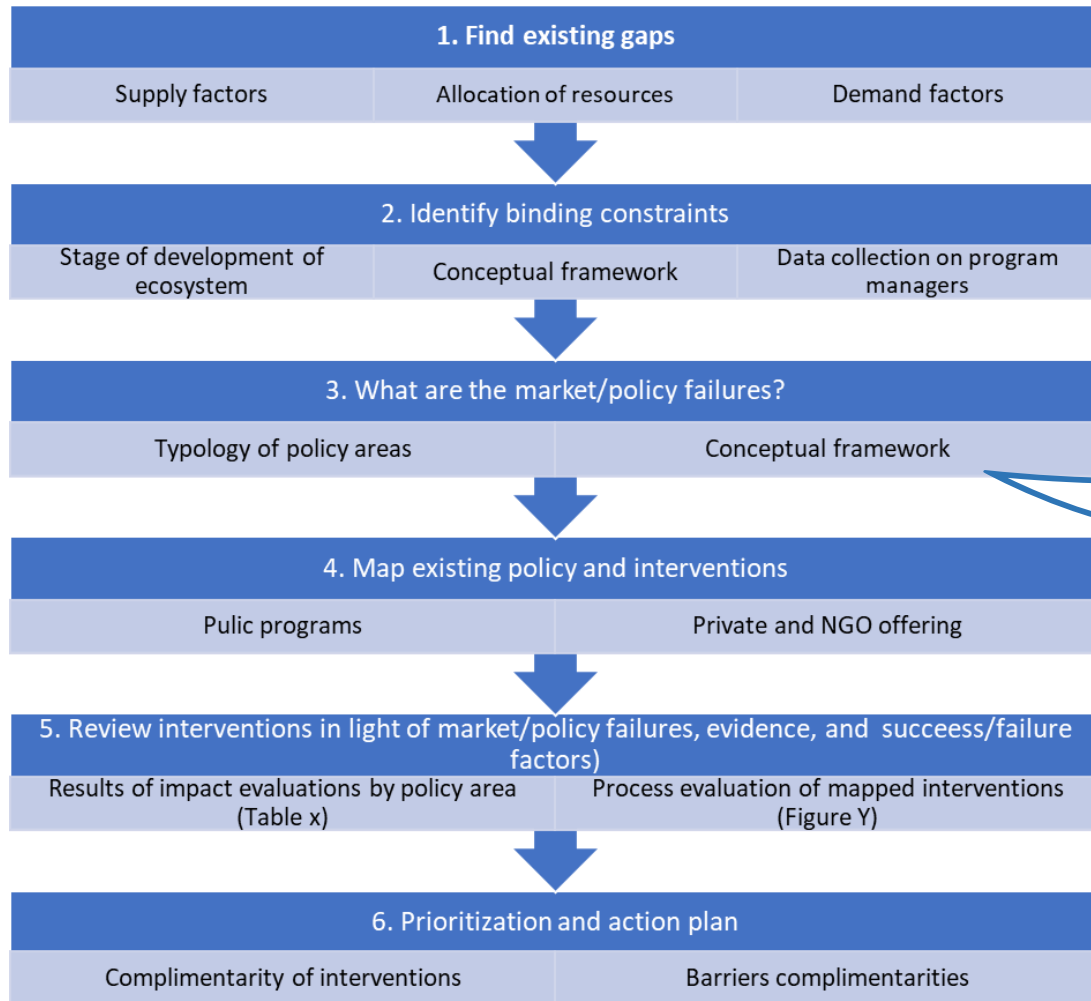 1. Find existing gaps
Supply factors
Allocation of resources
Demand factors
2. Identify binding constraints
Stage of development of
ecosystem
Conceptual framework
Data collection on program
managers
3. What are the market/policy failures?
Typology of policy areas
Conceptual framework
4. Map existing policy and interventions
Pulic programs
Private and NGO offering
5. Review interventions in light of market/policy failures, evidence, and succeess/failure
factors)
Results of impact evaluations by policy area
(Table x)
Process evaluation of mapped interventions
(Figure Y)
6. Prioritization and action plan
Complimentarity of interventions
Barriers complimentarities